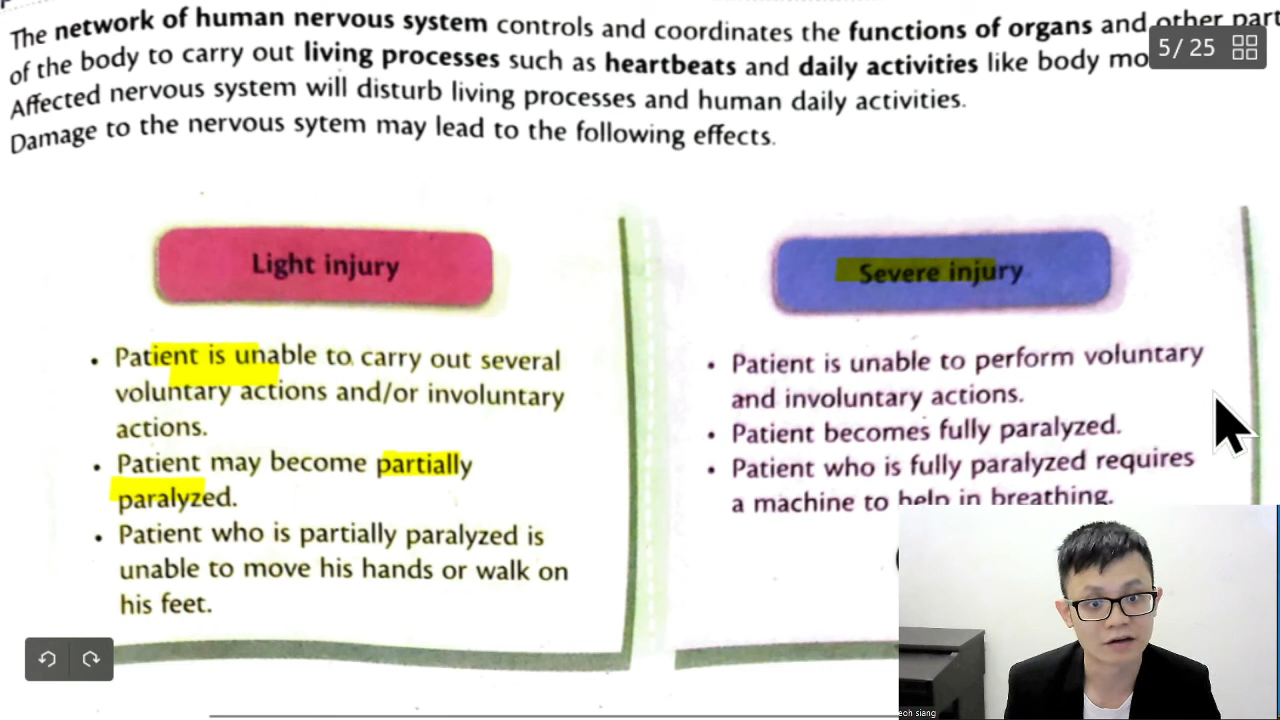 The network of human nervous system controls and coordinates the functions of organs and other part
of the body to carry out living processes such as heartbeats and daily activities like body mo
Affected nervous system will disturb living processes and human daily activities.
Damage to the nervous sytem may lead to the following effects.
5/ 25
Light injury
• Patient is unable to carry out several
voluntary actions and/or involuntary
actions.
• Patient may become partially
paralyzed.
• Patient who is partially paralyzed is
unable to move his hands or walk on
his feet.
Severe injury
• Patient is unable to perform voluntary
and involuntary actions.
• Patient becomes fully paralyzed.
• Patient who is fully paralyzed requires
a machine to help in breathing.
eoh siang